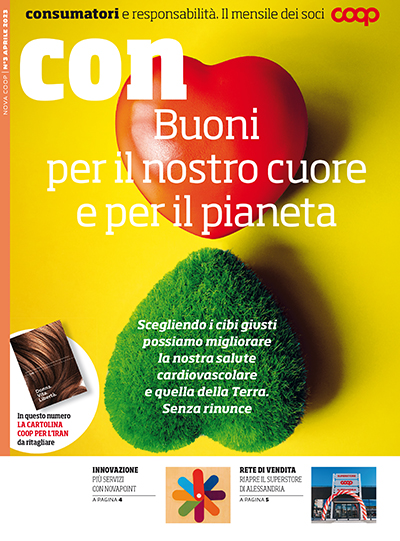 NOVA COOP | N°3 APRILE 2023
consumatori e responsabilità. Il mensile dei soci coop
con
Buoni
per il nostro cuore
e per il pianeta
Scegliendo i cibi giusti
possiamo migliorare
la nostra salute
cardiovascolare
e quella della Terra.
Senza rinunce
Donna,
Vita,
Libertà.
In questo numero
LA CARTOLINA
COOP PER L'IRAN
da ritagliare
INNOVAZIONE
PIÙ SERVIZI
CON NOVAPOINT
A PAGINA 4
RETE DI VENDITA
RIAPRE IL SUPERSTORE
DI ALESSANDRIA
A PAGINA 5
coop